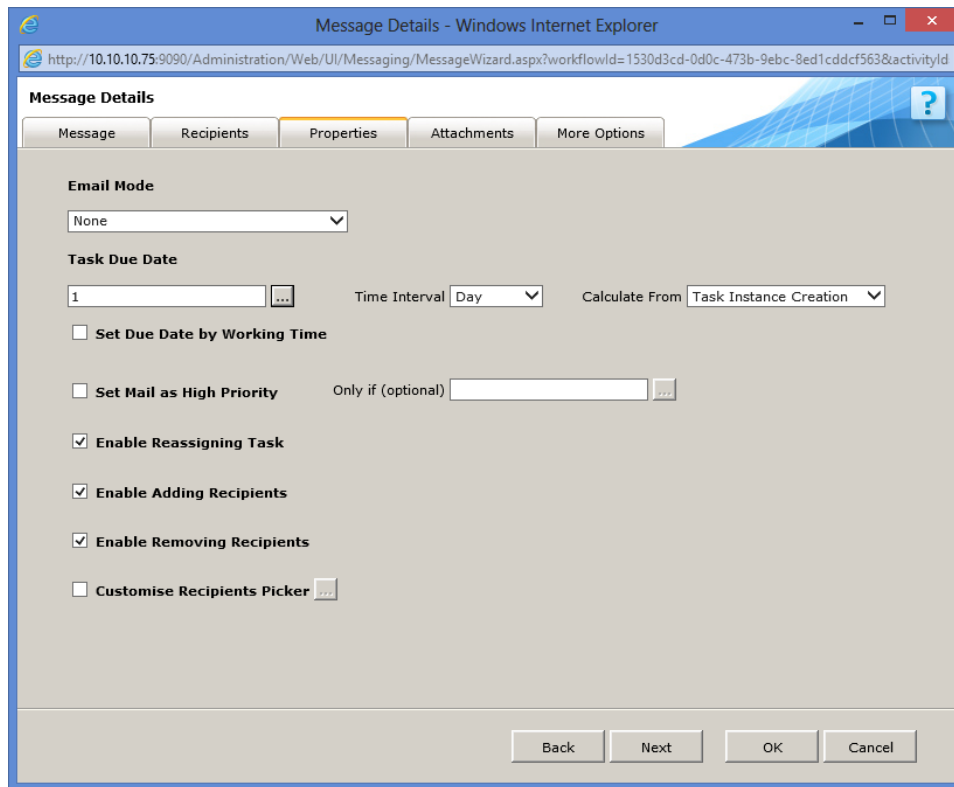 Message Details - Windows Internet Explorer
http://10.10.10.75:9090/Administration/Web/UI/Messaging/MessageWizard.aspx?workflowId=1530d3cd-0d0c-473b-9ebc-8ed1cddcf563&activityId
Message Details
?
Message Recipients Properties Attachments More Options
Email Mode
None
Task Due Date
1 ... Time Interval Day Calculate From Task Instance Creation
Set Due Date by Working Time
Set Mail as High Priority Only if (optional) ...
Enable Reassigning Task
Enable Adding Recipients
Enable Removing Recipients
Customise Recipients Picker ...
Back Next OK Cancel